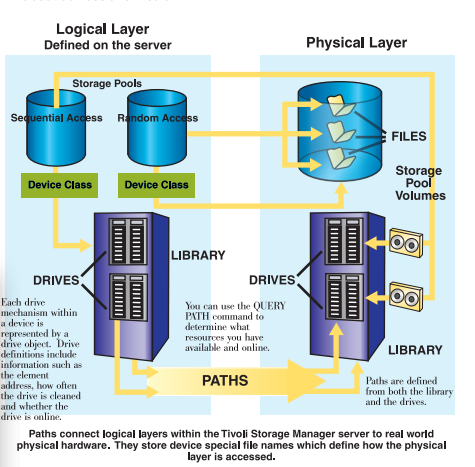 Logical Layer
Defined on the server
Physical Layer
Storage Pools
Sequential Access
Random Access
FILES
Device Class
Device Class
Storage
Pool
Volumes
LIBRARY
DRIVES
DRIVES
LIBRARY
Each drive
mechanism within
a device is
represented by a
drive object. Drive
definitions include
information such as
the element
address, how often
the drive is cleaned
and whether the
drive is online.
You can use the QUERY
PATH command to
determine what
resources you have
available and online.
PATHS
Paths are defined
from both the library
and the drives.
Paths connect logical layers within the Tivoli Storage Manager server to real world
physical hardware. They store device special file names which define how the physical
layer is accessed.